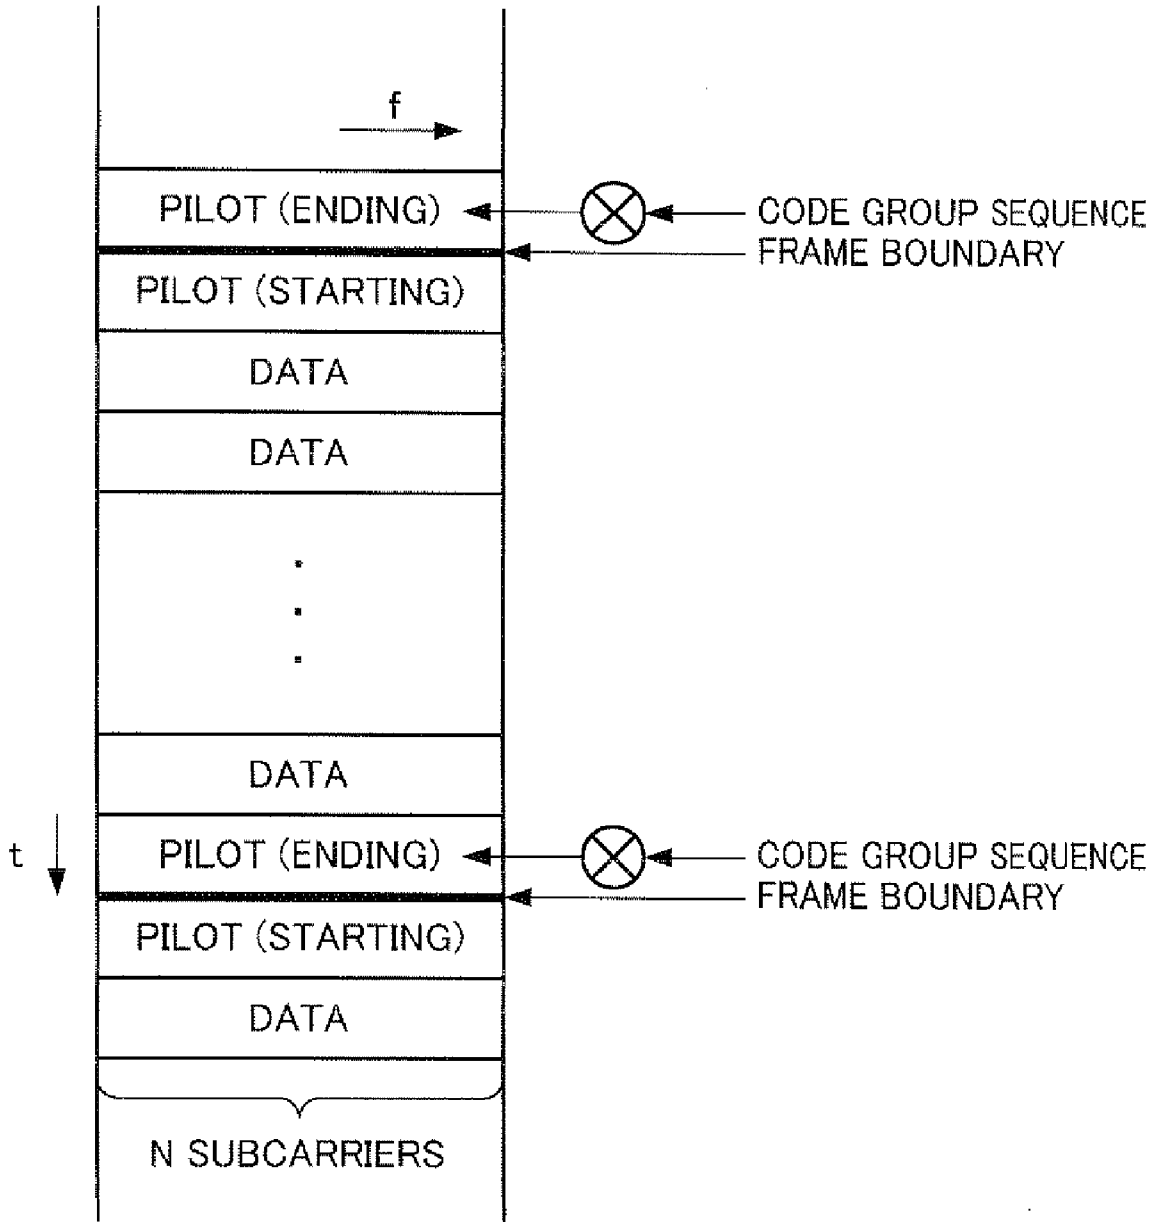 f
PILOT (ENDING)
CODE GROUP SEQUENCE
FRAME BOUNDARY
PILOT (STARTING)
DATA
DATA
DATA
t
PILOT (ENDING)
CODE GROUP SEQUENCE
FRAME BOUNDARY
PILOT (STARTING)
DATA
N SUBCARRIERS